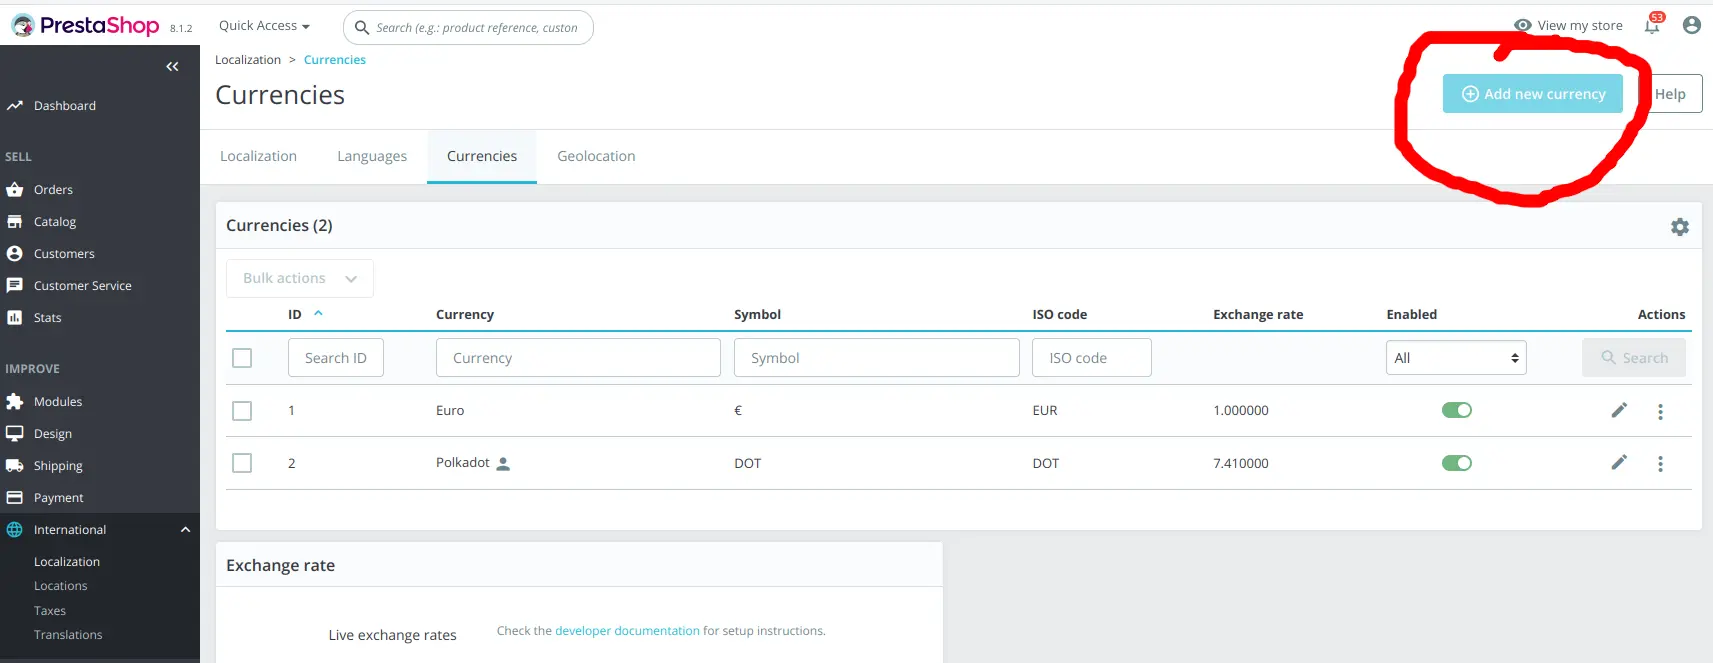 PrestaShop 8.1.2
Quick Access
Search (e.g.: product reference, custon
View my store
53
Localization > Currencies
Currencies
Add new currency
Help
Dashboard
SELL
Orders
Catalog
Customers
Customer Service
Stats
IMPROVE
Modules
Design
Shipping
Payment
International
Localization
Locations
Taxes
Translations
Localization Languages Currencies Geolocation
Currencies (2)
Bulk actions
ID Currency Symbol ISO code Exchange rate Enabled Actions
Search ID Currency Symbol ISO code All Search
1 Euro € EUR 1.000000
2 Polkadot DOT DOT 7.410000
Exchange rate
Live exchange rates Check the developer documentation for setup instructions.